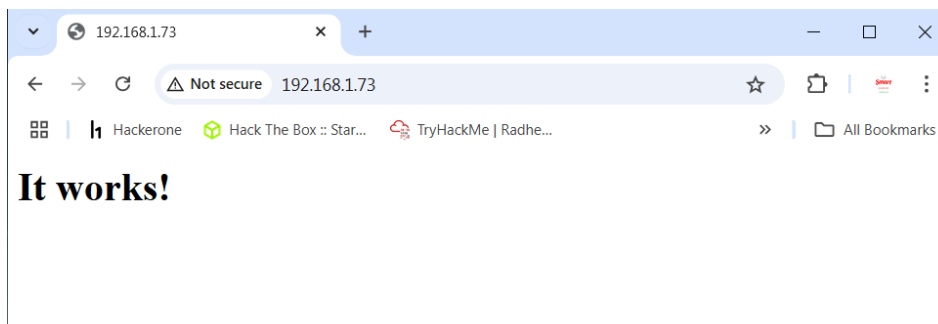 192.168.1.73
Not secure 192.168.1.73
Hackerone Hack The Box :: Star... TryHackMe | Radhe... All Bookmarks
It works!